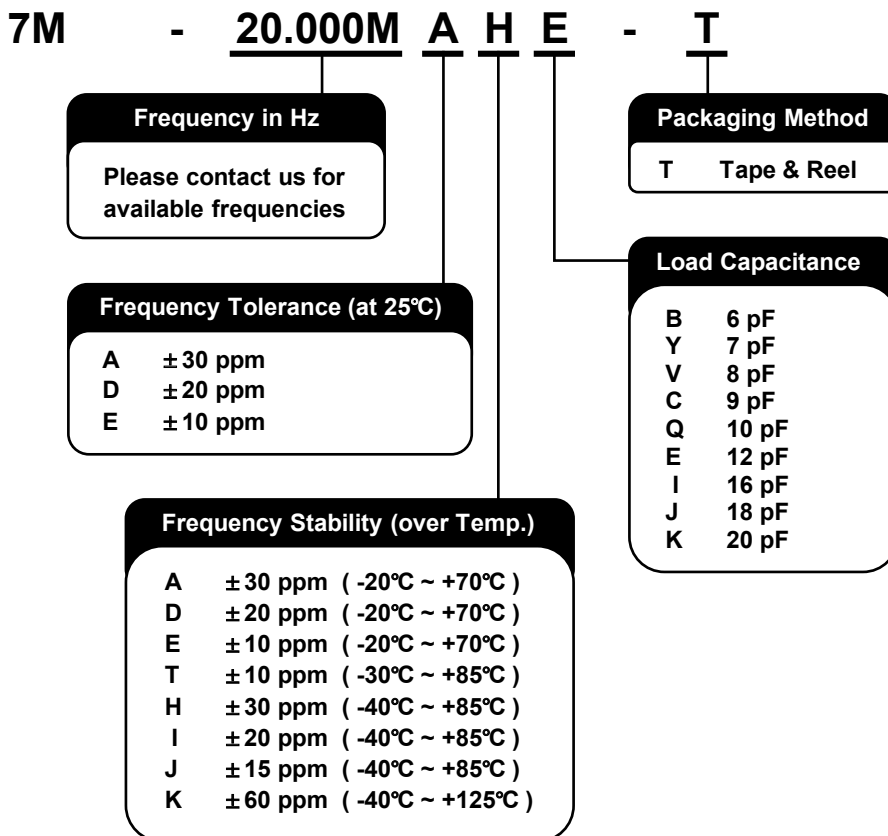 7M - 20.000M A H E - T
Frequency in Hz
Please contact us for
available frequencies
Packaging Method
T Tape & Reel
Frequency Tolerance (at 25℃)
A ±30 ppm
D ±20 ppm
E ±10 ppm
Load Capacitance
B 6 pF
Y 7 pF
V 8 pF
C 9 pF
Q 10 pF
E 12 pF
I 16 pF
J 18 pF
K 20 pF
Frequency Stability (over Temp.)
A ±30 ppm ( -20℃ ~ +70℃ )
D ±20 ppm ( -20℃ ~ +70℃ )
E ±10 ppm ( -20℃ ~ +70℃ )
T ±10 ppm ( -30℃ ~ +85℃ )
H ±30 ppm ( -40℃ ~ +85℃ )
I ±20 ppm ( -40℃ ~ +85℃ )
J ±15 ppm ( -40℃ ~ +85℃ )
K ±60 ppm ( -40℃ ~ +125℃ )